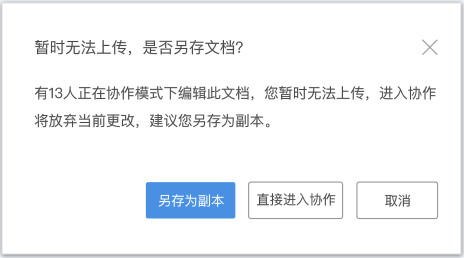 暂时无法上传，是否另存文档?
有13人正在协作模式下编辑此文档，您暂时无法上传，进入协作
将放弃当前更改，建议您另存为副本。
另存为副本 直接进入协作 取消